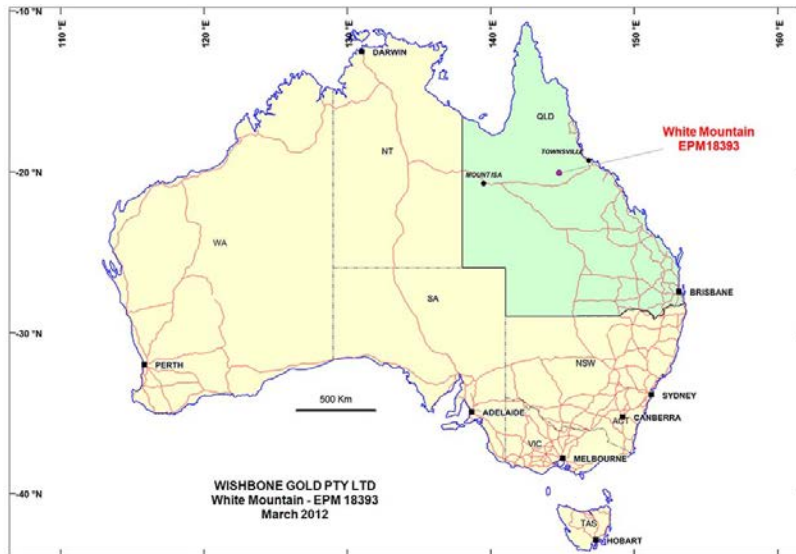 110 °E
120 °E
130 °E
140 °E
150 °E
160 °E
-10 °N
DARWIN
QLD
White Mountain
EPM18393
NT
TOWNSVILLE
-20 °N
MOUNT ISA
WA
SA
BRISBANE
-30 °N
NSW
PERTH
SYDNEY
500 Km
ADELAIDE
CANBERRA
ACT
VIC
MELBOURNE
WISHBONE GOLD PTY LTD
White Mountain - EPM 18393
March 2012
-40 °N
TAS
HOBART